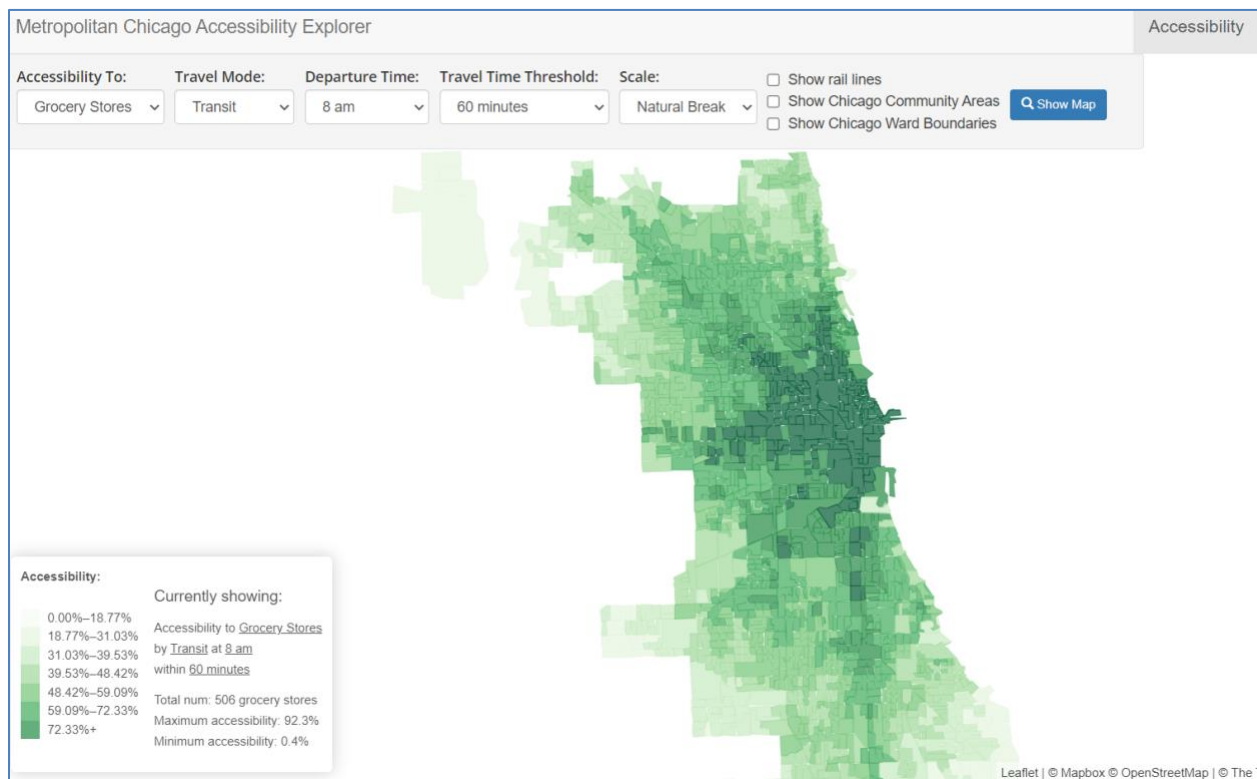 Metropolitan Chicago Accessibility Explorer
Accessibility
Accessibility To:
Travel Mode:
Departure Time:
Travel Time Threshold:
Scale:
Grocery Stores
Transit
8 am
60 minutes
Natural Break
Show rail lines
Show Chicago Community Areas
Show Chicago Ward Boundaries
Show Map
Accessibility:
0.00%–18.77%
18.77%–31.03%
31.03%–39.53%
39.53%–48.42%
48.42%–59.09%
59.09%–72.33%
72.33%+
Currently showing:
Accessibility to Grocery Stores
by Transit at 8 am
within 60 minutes
Total num: 506 grocery stores
Maximum accessibility: 92.3%
Minimum accessibility: 0.4%
Leaflet | © Mapbox © OpenStreetMap | © The